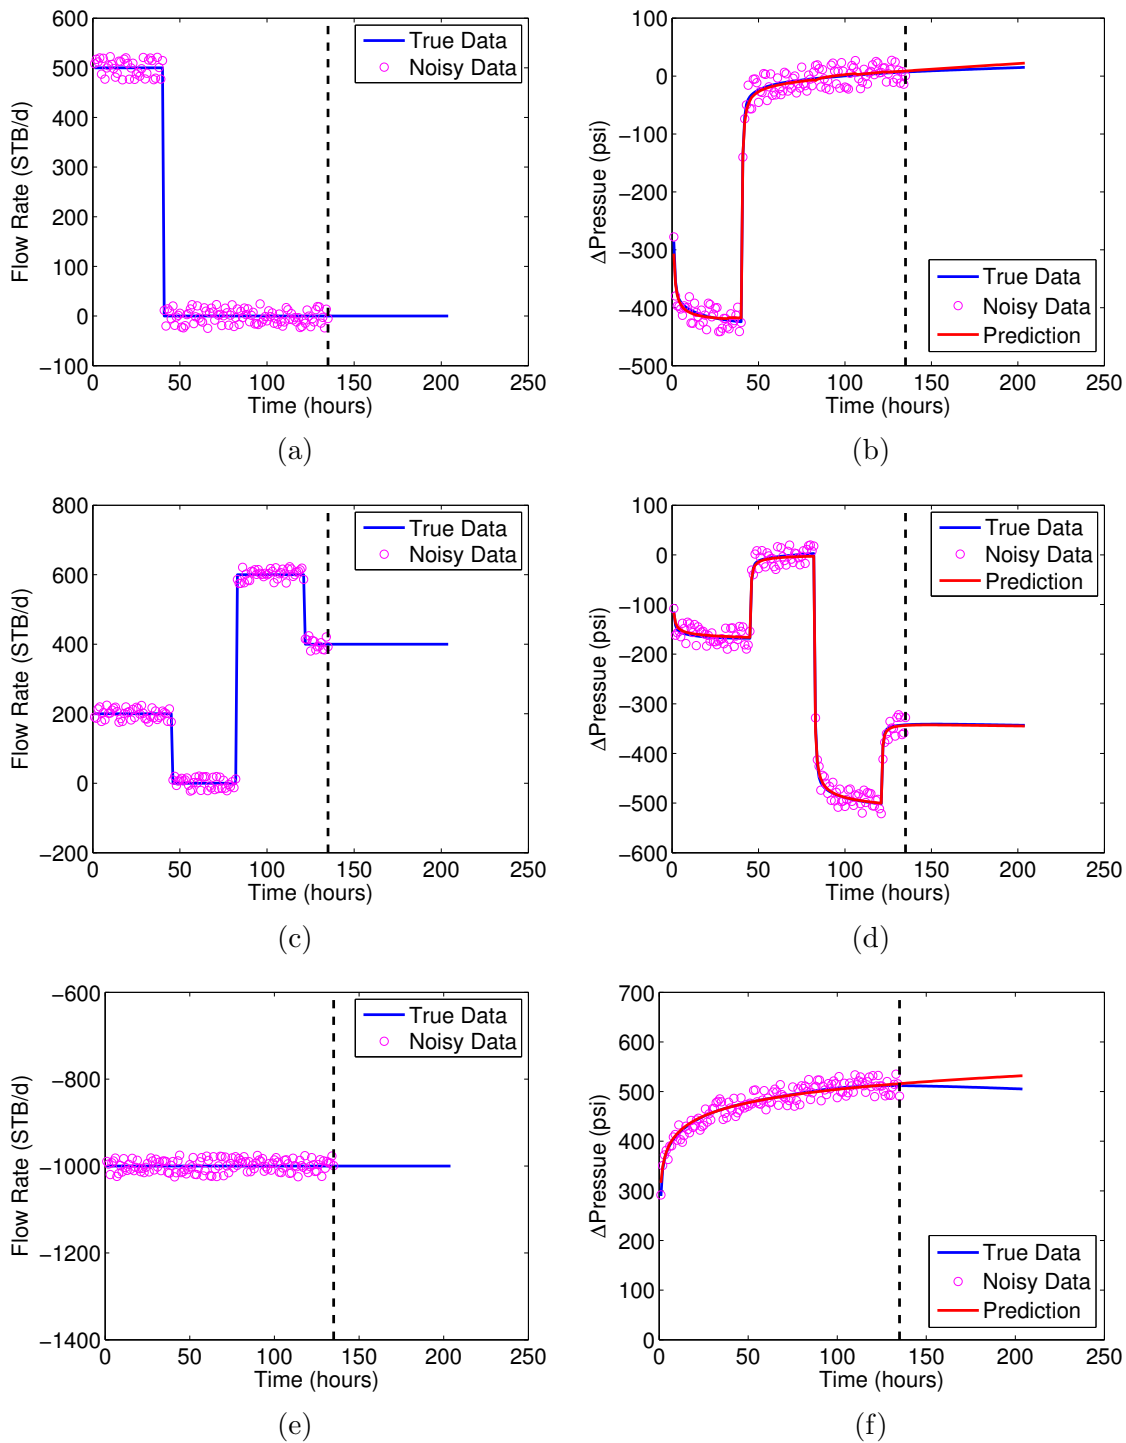 600
500
400
300
200
100
0
−100
Flow Rate (STB/d)
0 50 100 150 200 250
Time (hours)
True Data
Noisy Data
(a)
100
0
−100
−200
−300
−400
−500
ΔPressue (psi)
0 50 100 150 200 250
Time (hours)
True Data
Noisy Data
Prediction
(b)
800
600
400
200
0
−200
Flow Rate (STB/d)
0 50 100 150 200 250
Time (hours)
True Data
Noisy Data
(c)
100
0
−100
−200
−300
−400
−500
−600
ΔPressue (psi)
0 50 100 150 200 250
Time (hours)
True Data
Noisy Data
Prediction
(d)
−600
−800
−1000
−1200
−1400
Flow Rate (STB/d)
0 50 100 150 200 250
Time (hours)
True Data
Noisy Data
(e)
700
600
500
400
300
200
100
0
ΔPressue (psi)
0 50 100 150 200 250
Time (hours)
True Data
Noisy Data
Prediction
(f)